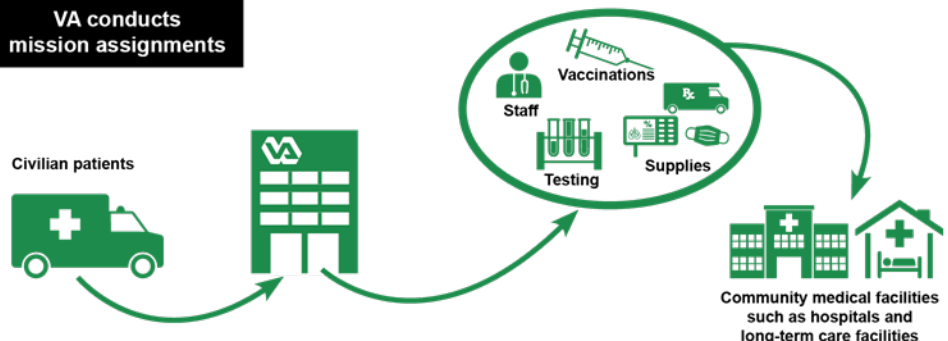 VA conducts
mission assignments
Civilian patients
VA
Vaccinations
Staff
Rx
Testing
Supplies
Community medical facilities
such as hospitals and
long-term care facilities